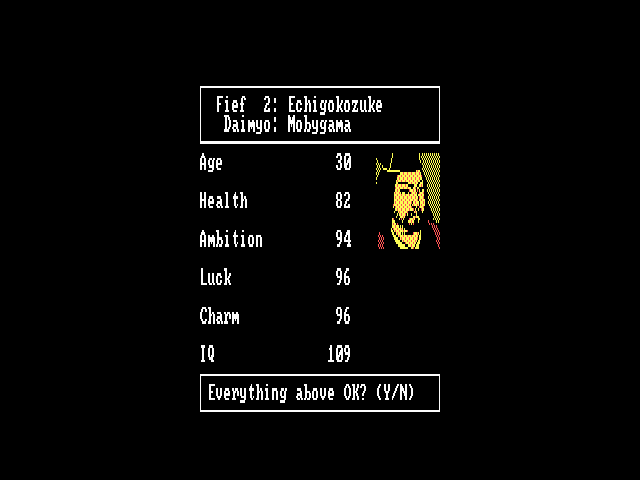 Fief 2: Echigokozuke
Daimyo: Mobygama
Age 30
Health 82
Ambition 94
Luck 96
Charm 96
IQ 109
Everything above OK? (Y/N)